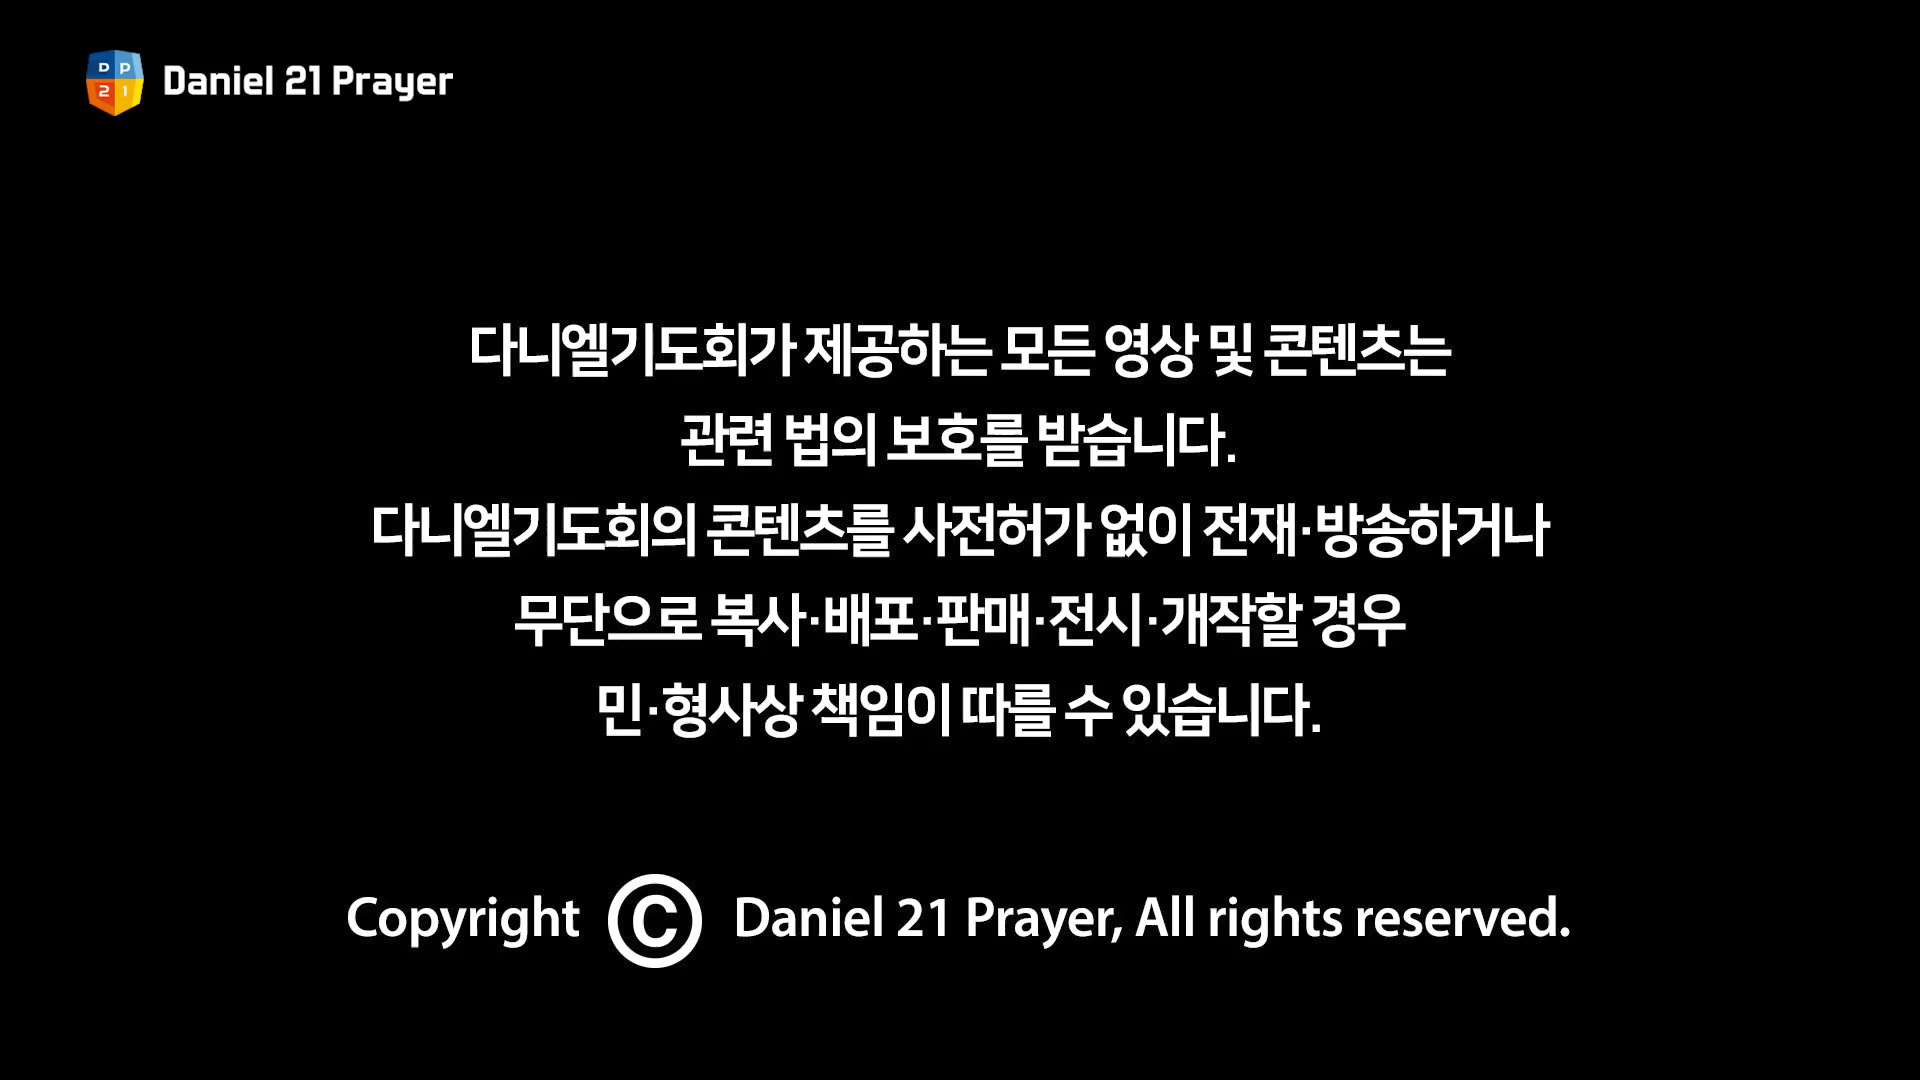 DP
21
Daniel 21 Prayer
다니엘기도회가 제공하는 모든 영상 및 콘텐츠는
관련 법의 보호를 받습니다.
다니엘기도회의 콘텐츠를 사전허가 없이 전재·방송하거나
무단으로 복사·배포·판매·전시·개작할 경우
민·형사상 책임이 따를 수 있습니다.
Copyright © Daniel 21 Prayer, All rights reserved.